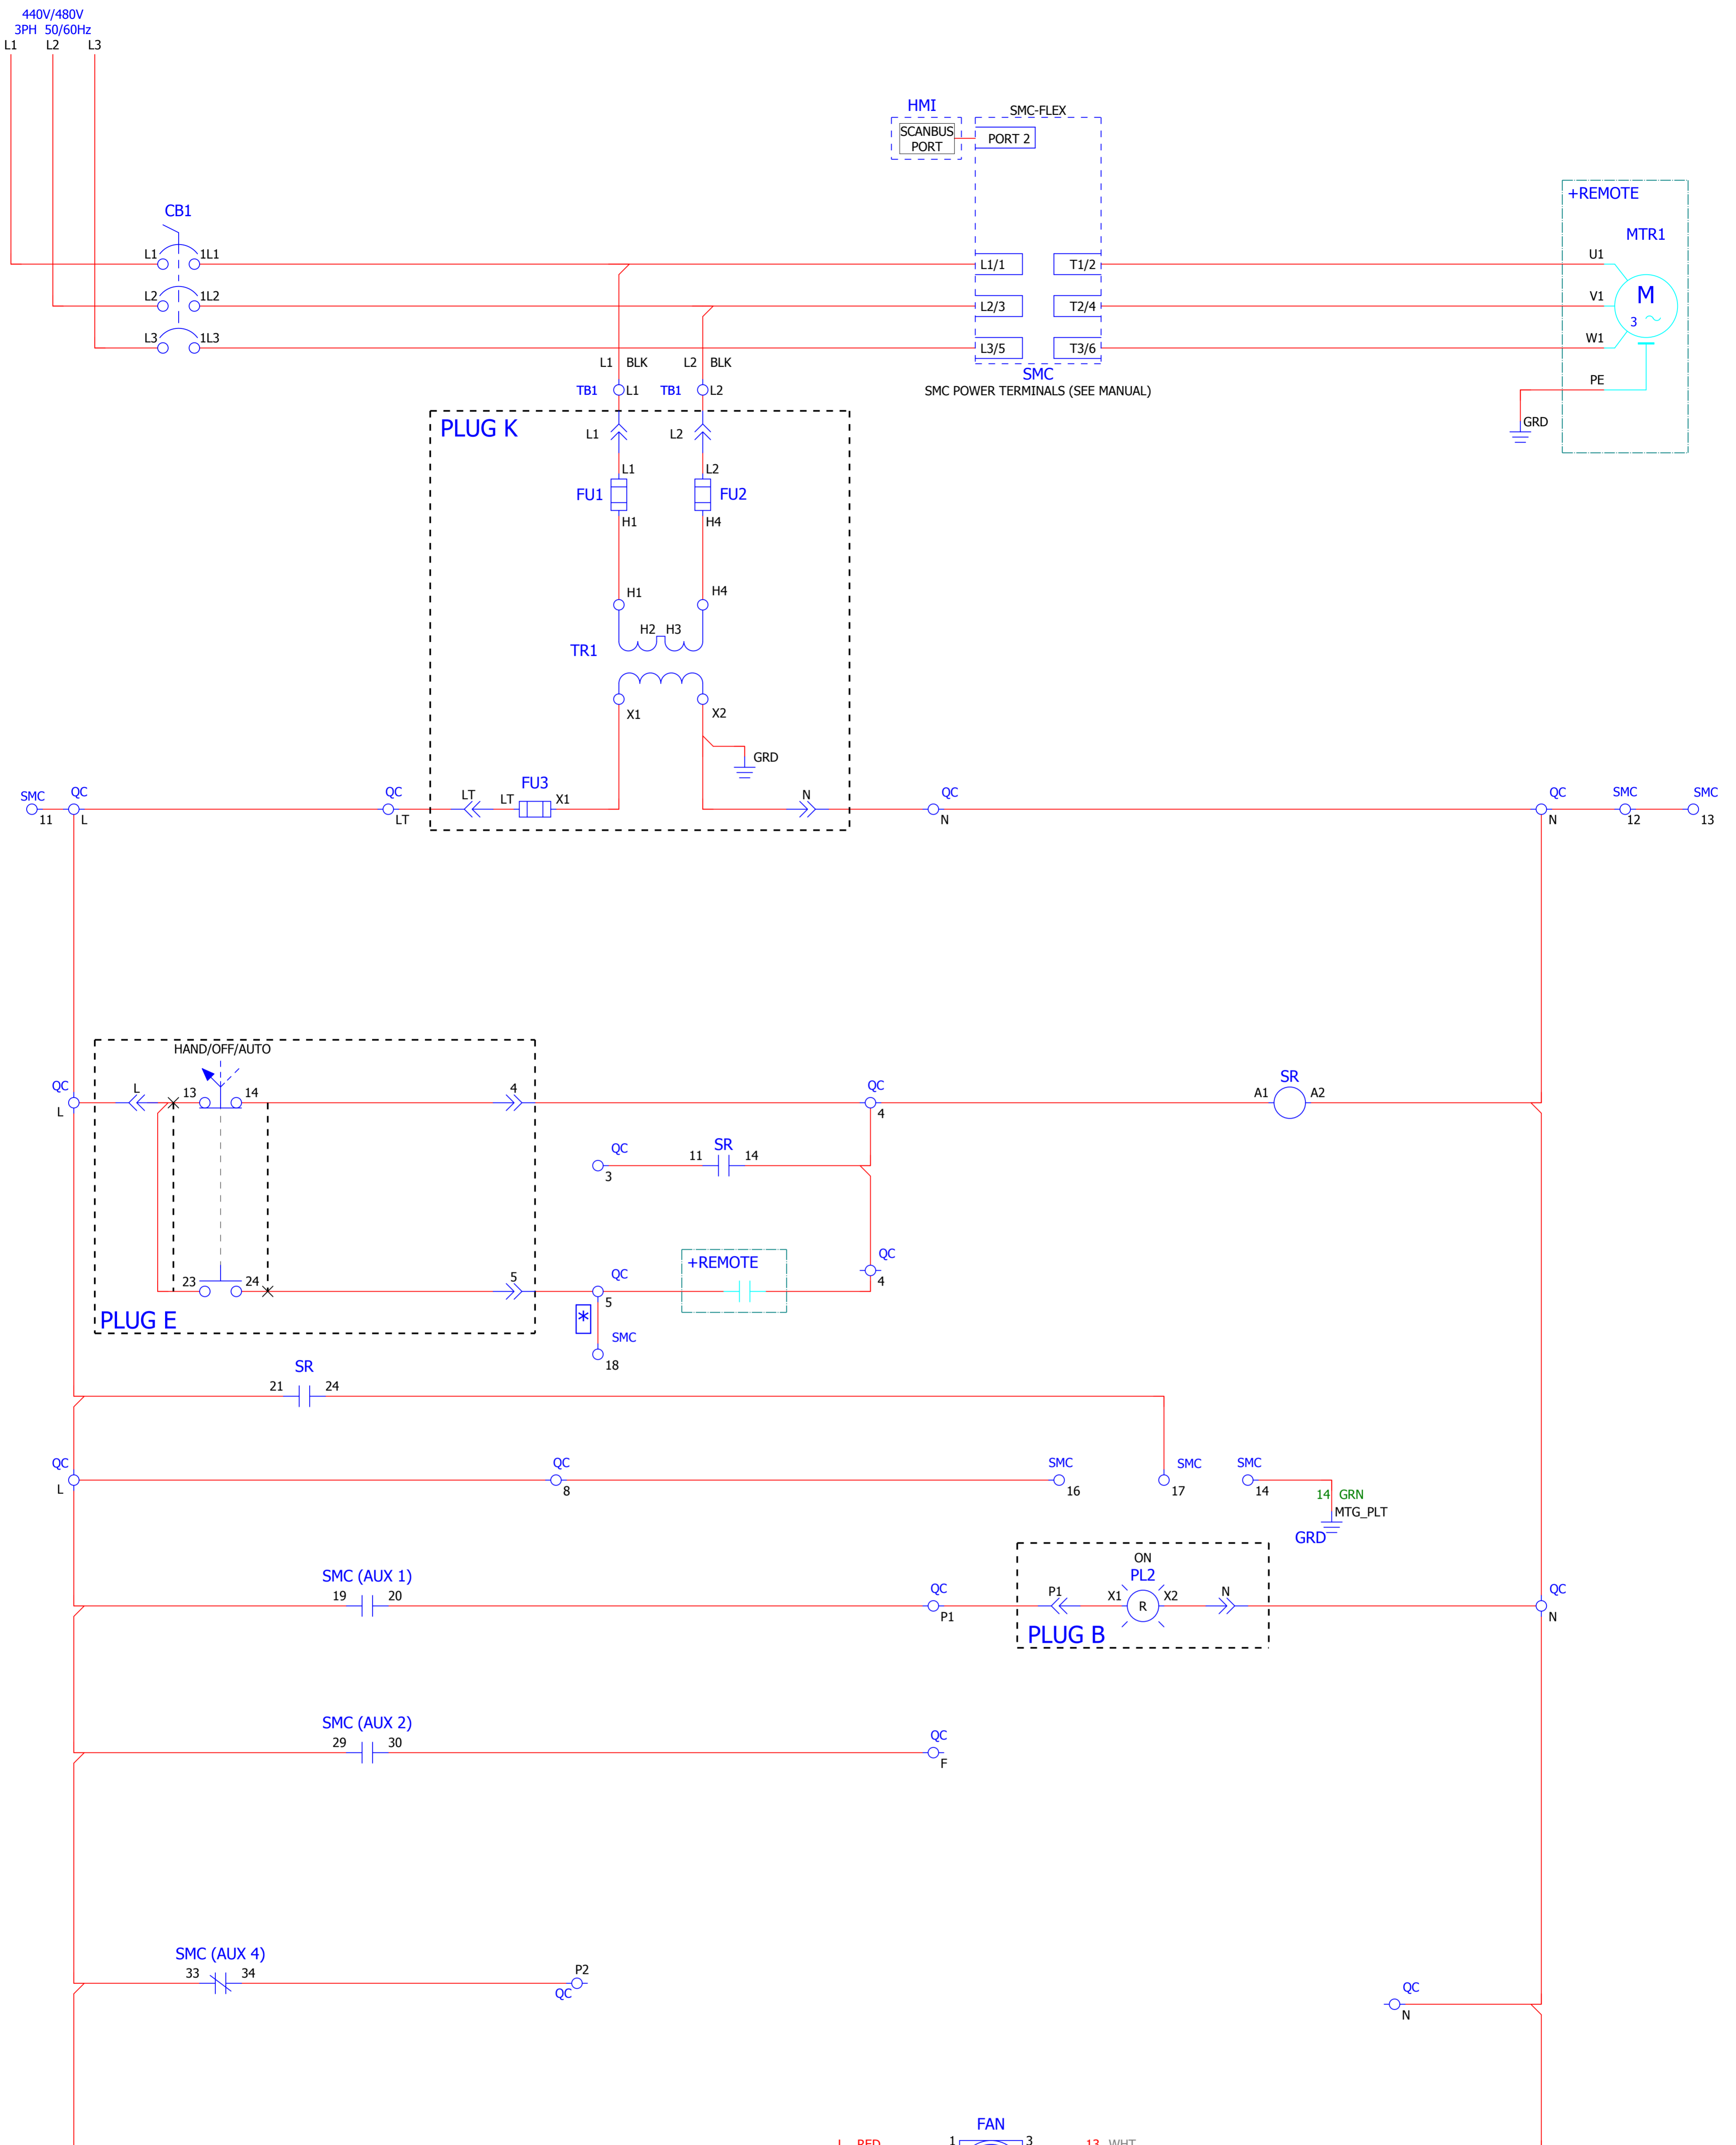 440V/480V
3PH 50/60Hz
L1 L2 L3
HMI
SMC-FLEX
SCANBUS
PORT
PORT 2
+REMOTE
CB1
MTR1
L1 1L1
L1/1
T1/2
U1
L2 1L2
L2/3
T2/4
V1
M
3
L3 1L3
L3/5
T3/6
W1
L1 BLK L2 BLK
SMC
SMC POWER TERMINALS (SEE MANUAL)
PE
TB1 L1 TB1 L2
GRD
PLUG K
L1 L2
L1 L2
FU1 FU2
H1 H4
H1 H4
H2 H3
TR1
X1 X2
GRD
FU3
SMC QC QC LT LT X1 N QC QC SMC SMC
11 L LT N N 12 13
HAND/OFF/AUTO
QC L 13 14 4 QC SR
L 4 A1 A2
QC SR
3 11 14
+REMOTE
QC
4
23 24 5 QC
5
PLUG E
*
SMC
18
SR
21 24
QC QC SMC SMC SMC
L 8 16 17 14
14 GRN
MTG_PLT
GRD
ON
PL2
SMC (AUX 1)
19 20 QC P1 X1 R X2 N QC
P1 N
PLUG B
SMC (AUX 2)
29 30 QC
F
SMC (AUX 4)
33 34 P2
QC
QC
N
FAN
L RED 1 3 13 WHT